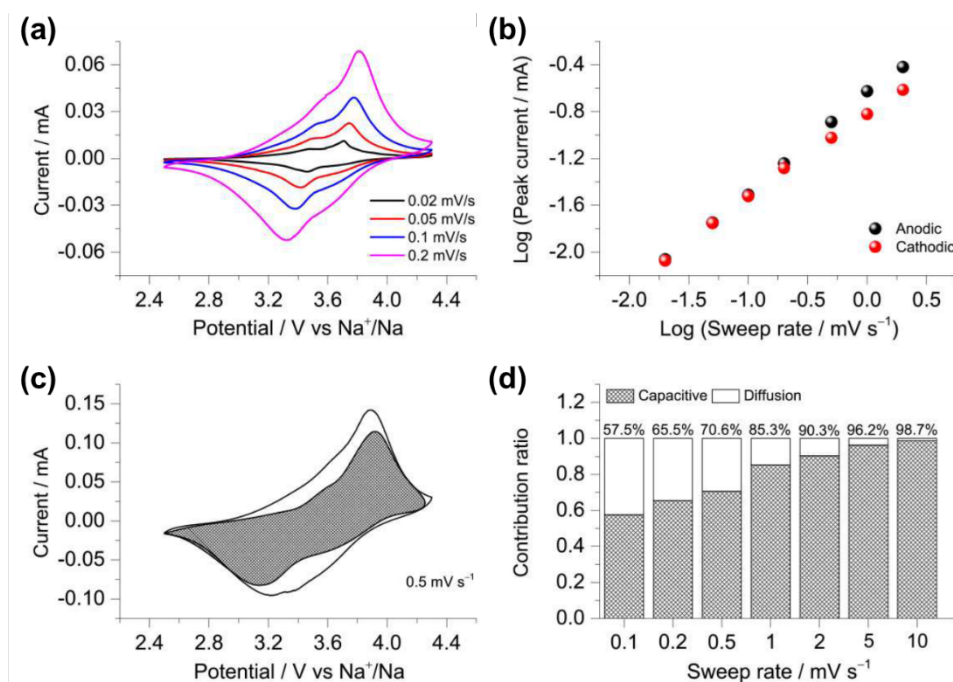 (a)
0.06
0.03
0.00
-0.03
-0.06
Current / mA
0.02 mV/s
0.05 mV/s
0.1 mV/s
0.2 mV/s
2.4 2.8 3.2 3.6 4.0 4.4
Potential / V vs Na⁺/Na
(b)
-0.4
-0.8
-1.2
-1.6
-2.0
Log (Peak current / mA)
Anodic
Cathodic
-2.0 -1.5 -1.0 -0.5 0.0 0.5
Log (Sweep rate / mV s⁻¹)
(c)
0.15
0.10
0.05
0.00
-0.05
-0.10
Current / mA
0.5 mV s⁻¹
2.4 2.8 3.2 3.6 4.0 4.4
Potential / V vs Na⁺/Na
(d)
Capacitive Diffusion
57.5% 65.5% 70.6% 85.3% 90.3% 96.2% 98.7%
1.2
1.0
0.8
0.6
0.4
0.2
0.0
Contribution ratio
0.1 0.2 0.5 1 2 5 10
Sweep rate / mV s⁻¹